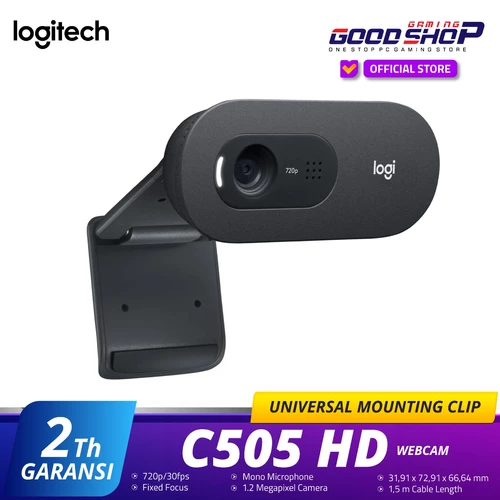 logitech
GAMING
GOODSHOP
ONE STOP PC GAMING STORE
OFFICIAL STORE
720p
logi
UNIVERSAL MOUNTING CLIP
2Th
GARANSI
C505 HD WEBCAM
× 720p/30fps
× Fixed Focus
× Mono Microphone
× 1.2 Megapixel Camera
× 31,91 x 72,91 x 66,64 mm
× 1,5 m Cable Length